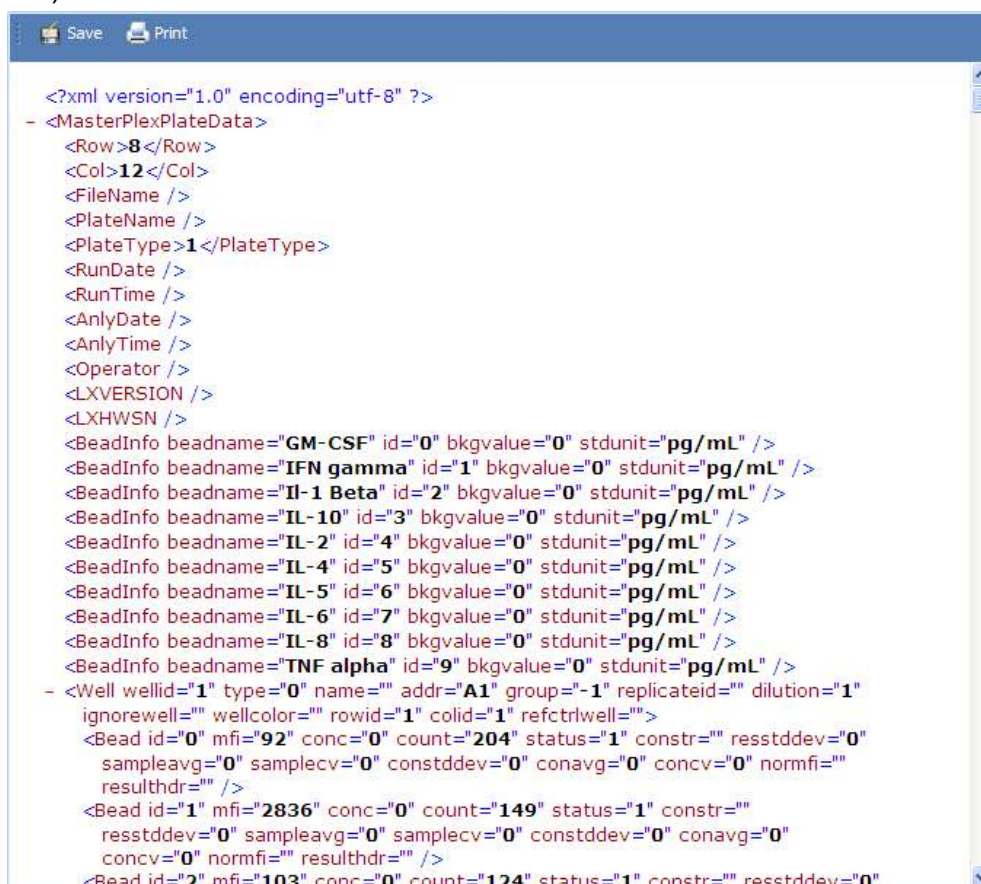 Save Print
<?xml version="1.0" encoding="utf-8" ?>
- <MasterPlexPlateData>
<Row>8</Row>
<Col>12</Col>
<FileName />
<PlateName />
<PlateType>1</PlateType>
<RunDate />
<RunTime />
<AnlyDate />
<AnlyTime />
<Operator />
<LXVERSION />
<LXHWSN />
<BeadInfo beadname="GM-CSF" id="0" bkgvalue="0" stdunit="pg/mL" />
<BeadInfo beadname="IFN gamma" id="1" bkgvalue="0" stdunit="pg/mL" />
<BeadInfo beadname="Il-1 Beta" id="2" bkgvalue="0" stdunit="pg/mL" />
<BeadInfo beadname="IL-10" id="3" bkgvalue="0" stdunit="pg/mL" />
<BeadInfo beadname="IL-2" id="4" bkgvalue="0" stdunit="pg/mL" />
<BeadInfo beadname="IL-4" id="5" bkgvalue="0" stdunit="pg/mL" />
<BeadInfo beadname="IL-5" id="6" bkgvalue="0" stdunit="pg/mL" />
<BeadInfo beadname="IL-6" id="7" bkgvalue="0" stdunit="pg/mL" />
<BeadInfo beadname="IL-8" id="8" bkgvalue="0" stdunit="pg/mL" />
<BeadInfo beadname="TNF alpha" id="9" bkgvalue="0" stdunit="pg/mL" />
- <Well wellid="1" type="0" name="" addr="A1" group="-1" replicateid="" dilution="1"
ignorewell="" wellcolor="" rowid="1" colid="1" refctrlwell="">
<Bead id="0" mfi="92" conc="0" count="204" status="1" constr="" resstddev="0"
sampleavg="0" samplecv="0" constddev="0" conavg="0" concv="0" normfi=""
resulthdr="" />
<Bead id="1" mfi="2836" conc="0" count="149" status="1" constr=""
resstddev="0" sampleavg="0" samplecv="0" constddev="0" conavg="0"
concv="0" normfi="" resulthdr="" />
<Bead id="2" mfi="103" conc="0" count="124" status="1" constr="" resstddev="0"